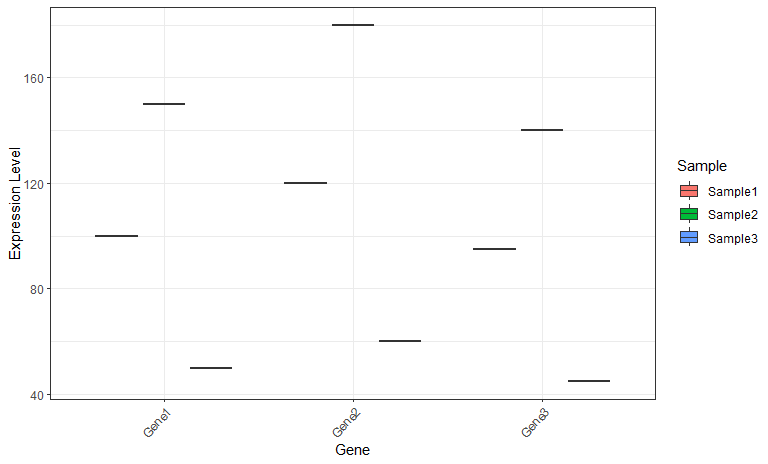 Expression Level
160
120
80
40
Gene1
Gene2
Gene3
Gene
Sample
Sample1
Sample2
Sample3